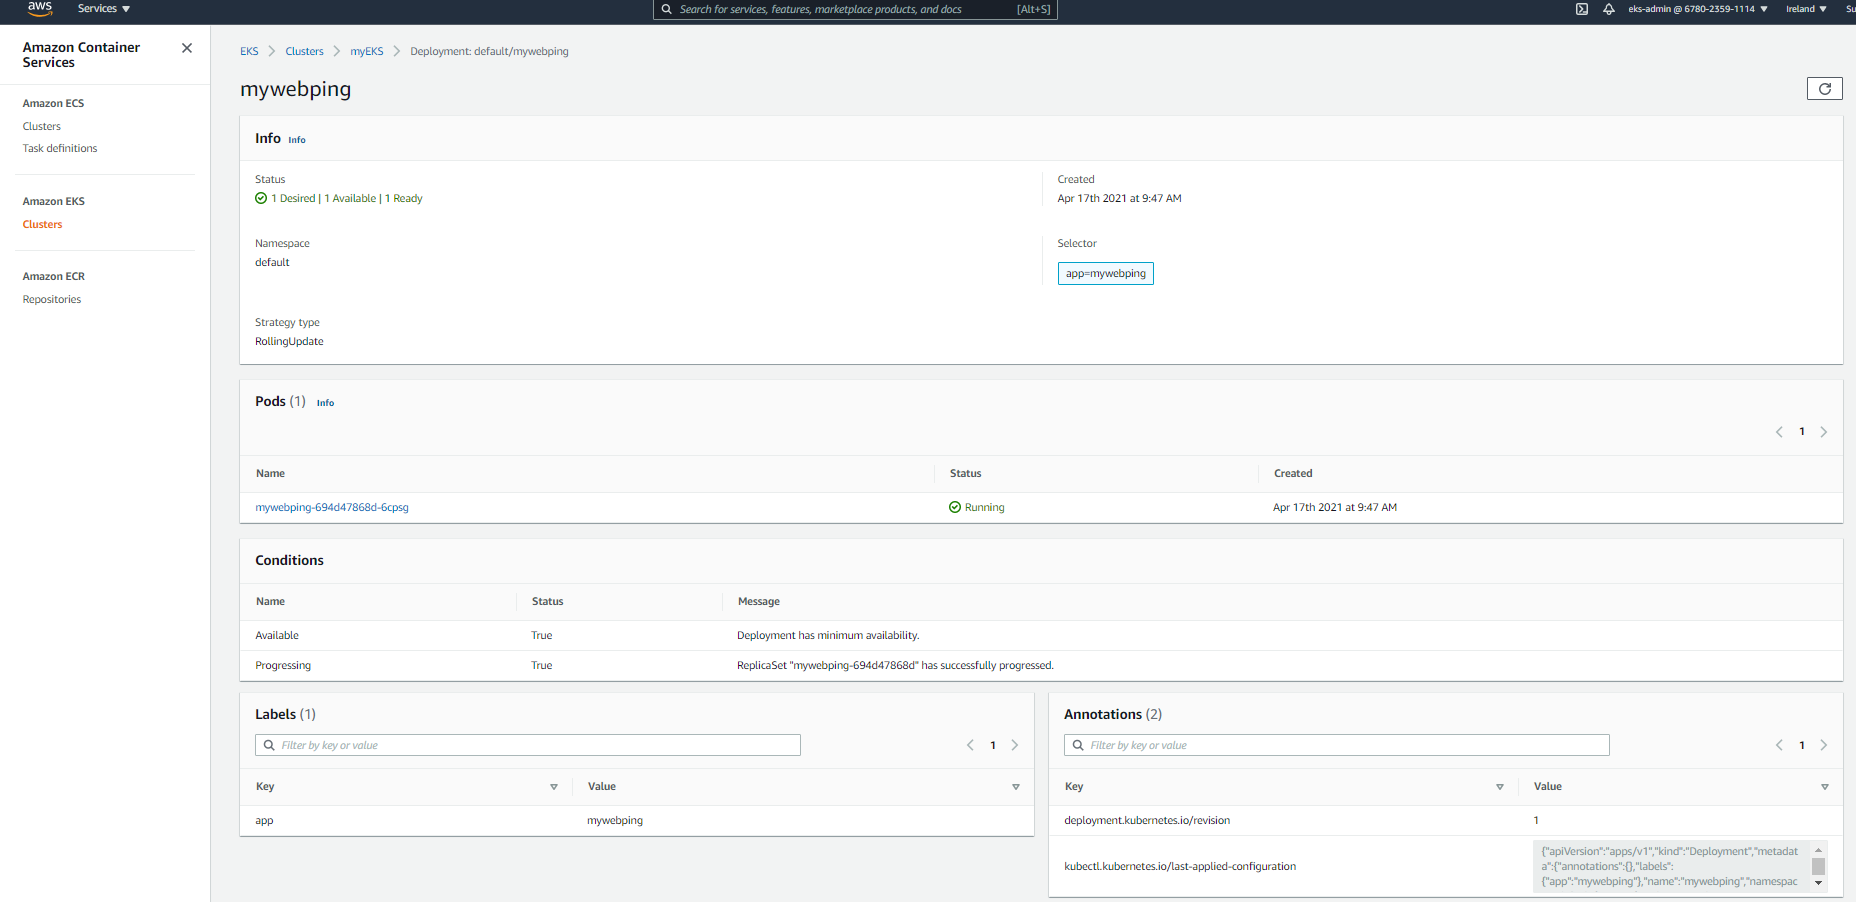 aws
Services
Search for services, features, marketplace products, and docs [Alt+S]
eks-admin @ 6780-2359-1114
Ireland
Su
Amazon Container
Services
Amazon ECS
Clusters
Task definitions
Amazon EKS
Clusters
Amazon ECR
Repositories
EKS > Clusters > myEKS > Deployment: default/mywebping
mywebping
Info Info
Status
1 Desired | 1 Available | 1 Ready
Created
Apr 17th 2021 at 9:47 AM
Namespace
default
Selector
app=mywebping
Strategy type
RollingUpdate
Pods (1) Info
1
Name Status Created
mywebping-694d47868d-6cpsg Running Apr 17th 2021 at 9:47 AM
Conditions
Name Status Message
Available True Deployment has minimum availability.
Progressing True ReplicaSet "mywebping-694d47868d" has successfully progressed.
Labels (1)
Filter by key or value
1
Key Value
app mywebping
Annotations (2)
Filter by key or value
1
Key Value
deployment.kubernetes.io/revision 1
kubectl.kubernetes.io/last-applied-configuration
{"apiVersion":"apps/v1","kind":"Deployment","metadat
a":{"annotations":{},"labels":
{"app":"mywebping"},"name":"mywebping","namespac